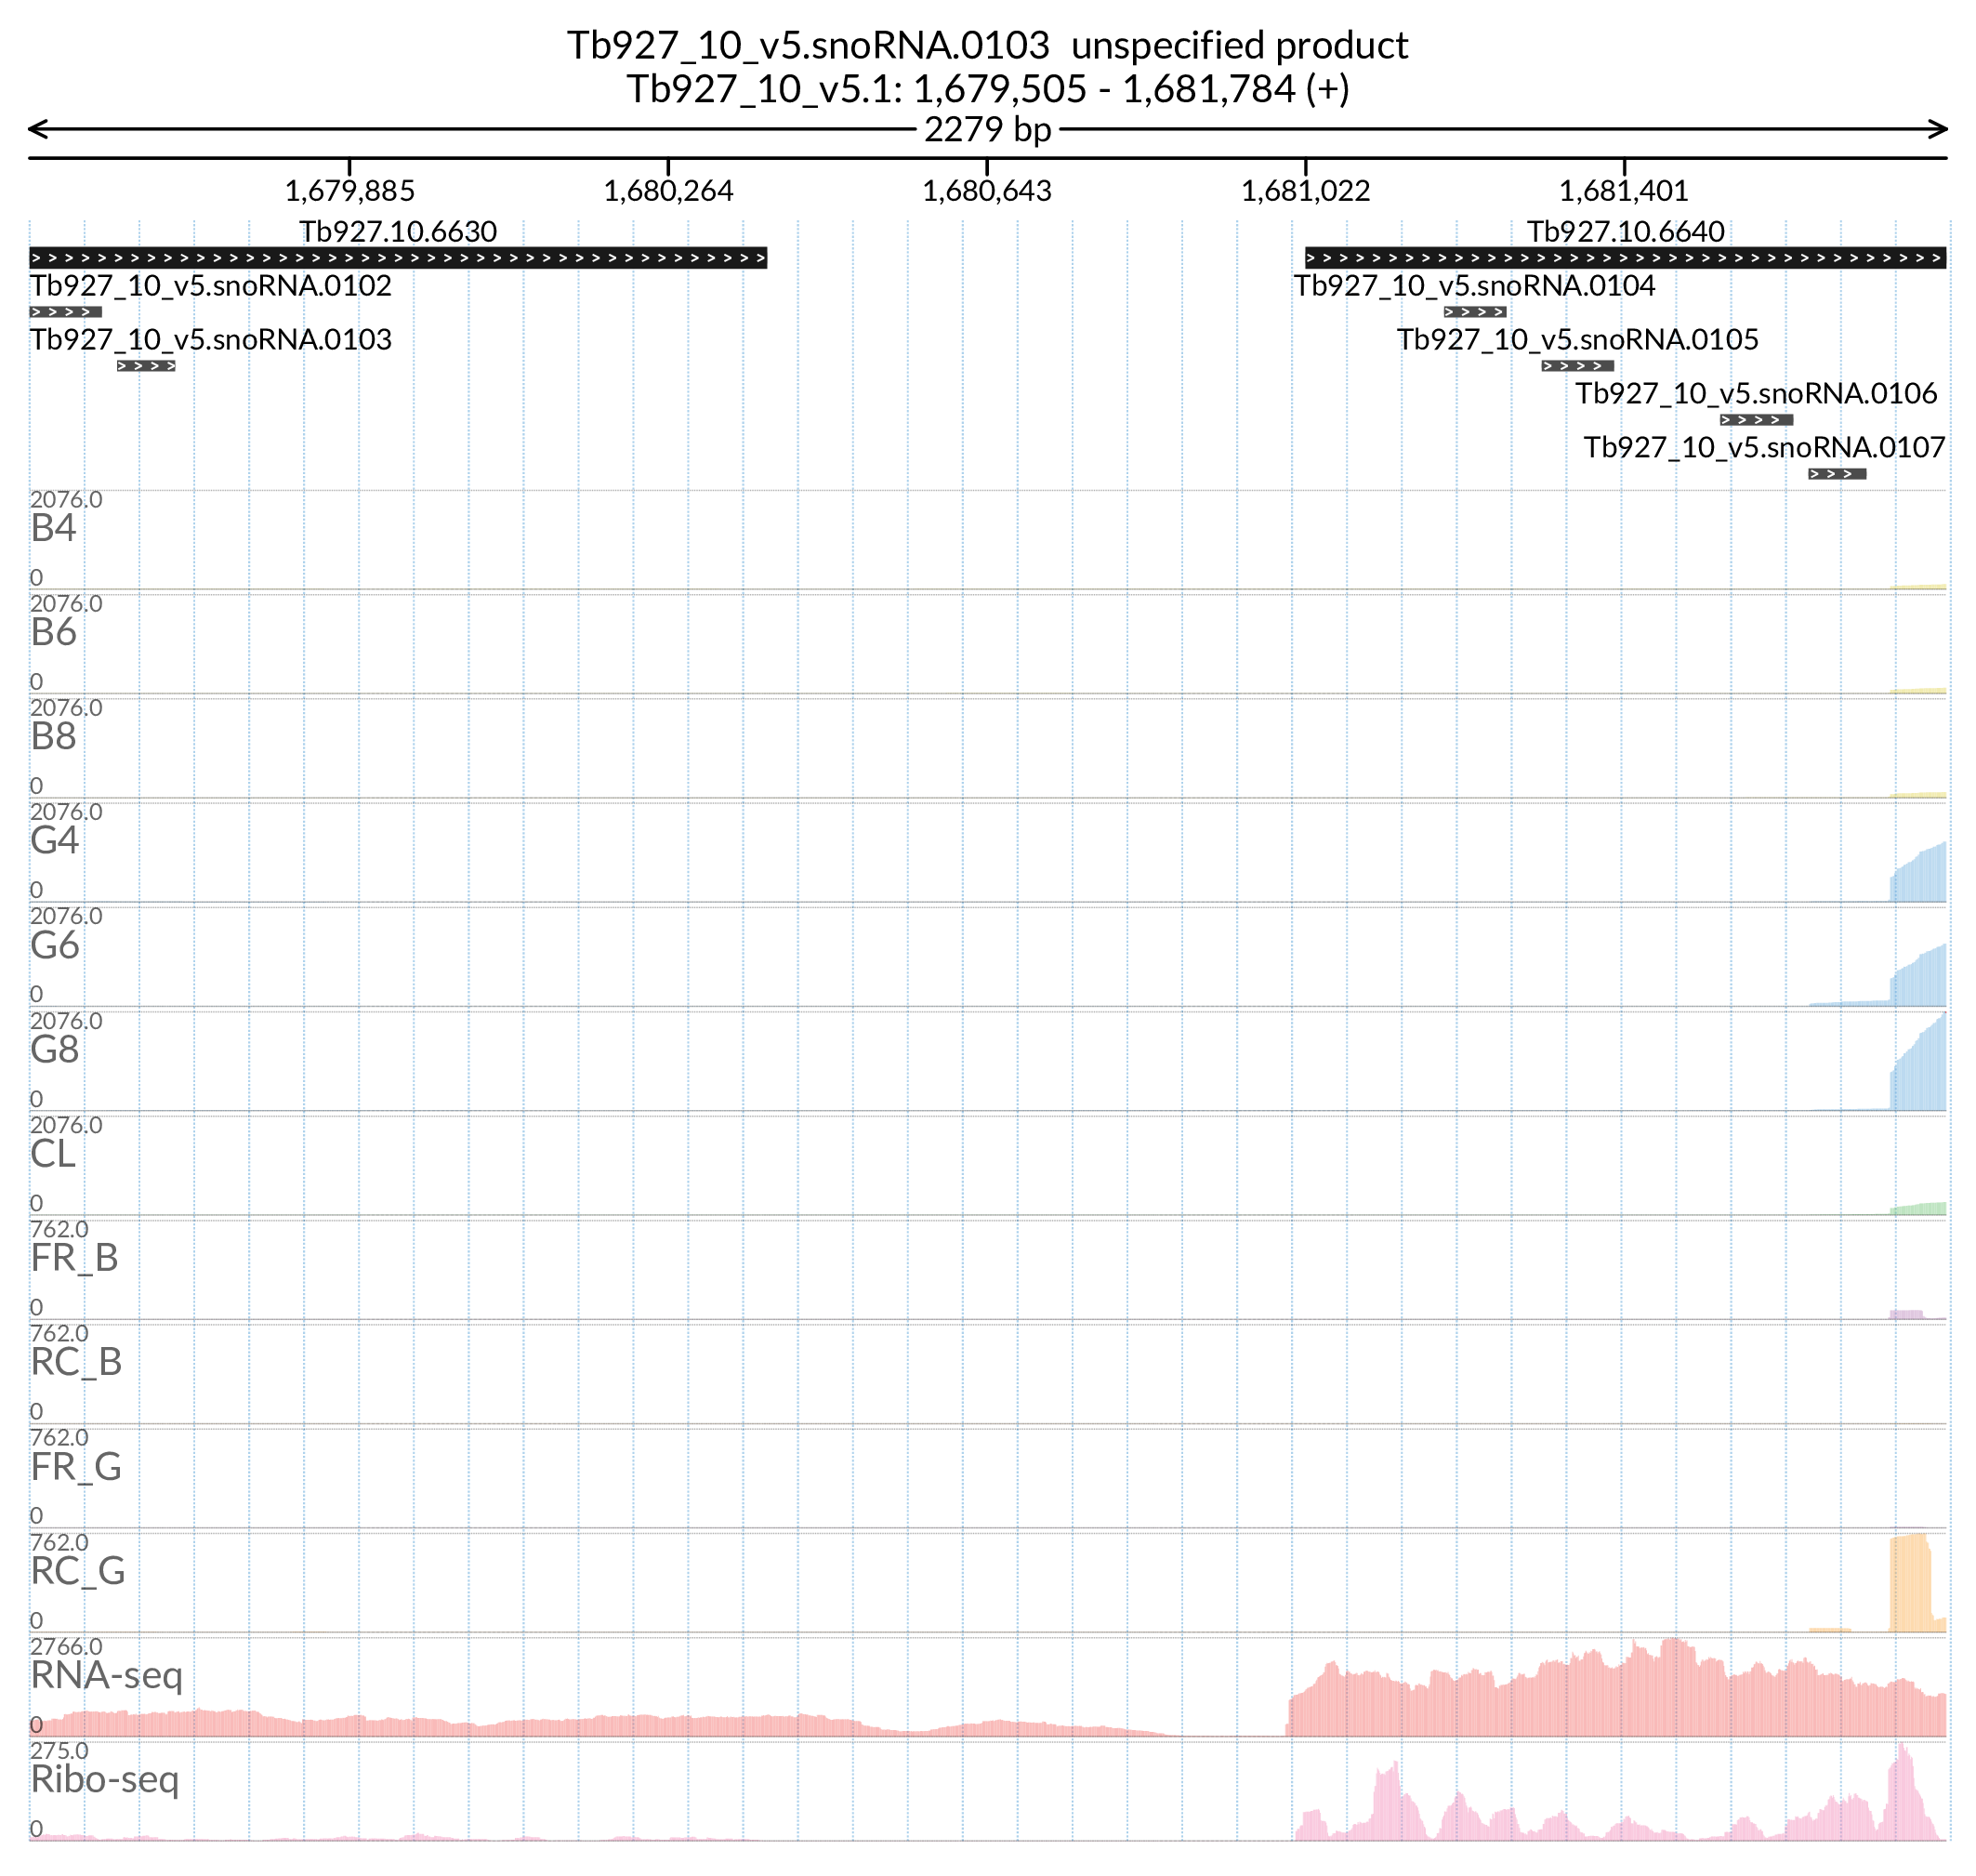 Tb927_10_v5.snoRNA.0103 unspecified product
Tb927_10_v5.1: 1,679,505 - 1,681,784 (+)
2279 bp
1,679,885 1,680,264 1,680,643 1,681,022 1,681,401
Tb927.10.6630 Tb927.10.6640
Tb927_10_v5.snoRNA.0102 Tb927_10_v5.snoRNA.0104
Tb927_10_v5.snoRNA.0103 Tb927_10_v5.snoRNA.0105
Tb927_10_v5.snoRNA.0106
Tb927_10_v5.snoRNA.0107
2076.0
B4
0
2076.0
B6
0
2076.0
B8
0
2076.0
G4
0
2076.0
G6
0
2076.0
G8
0
2076.0
CL
0
762.0
FR_B
0
762.0
RC_B
0
762.0
FR_G
0
762.0
RC_G
0
2766.0
RNA-seq
0
275.0
Ribo-seq
0